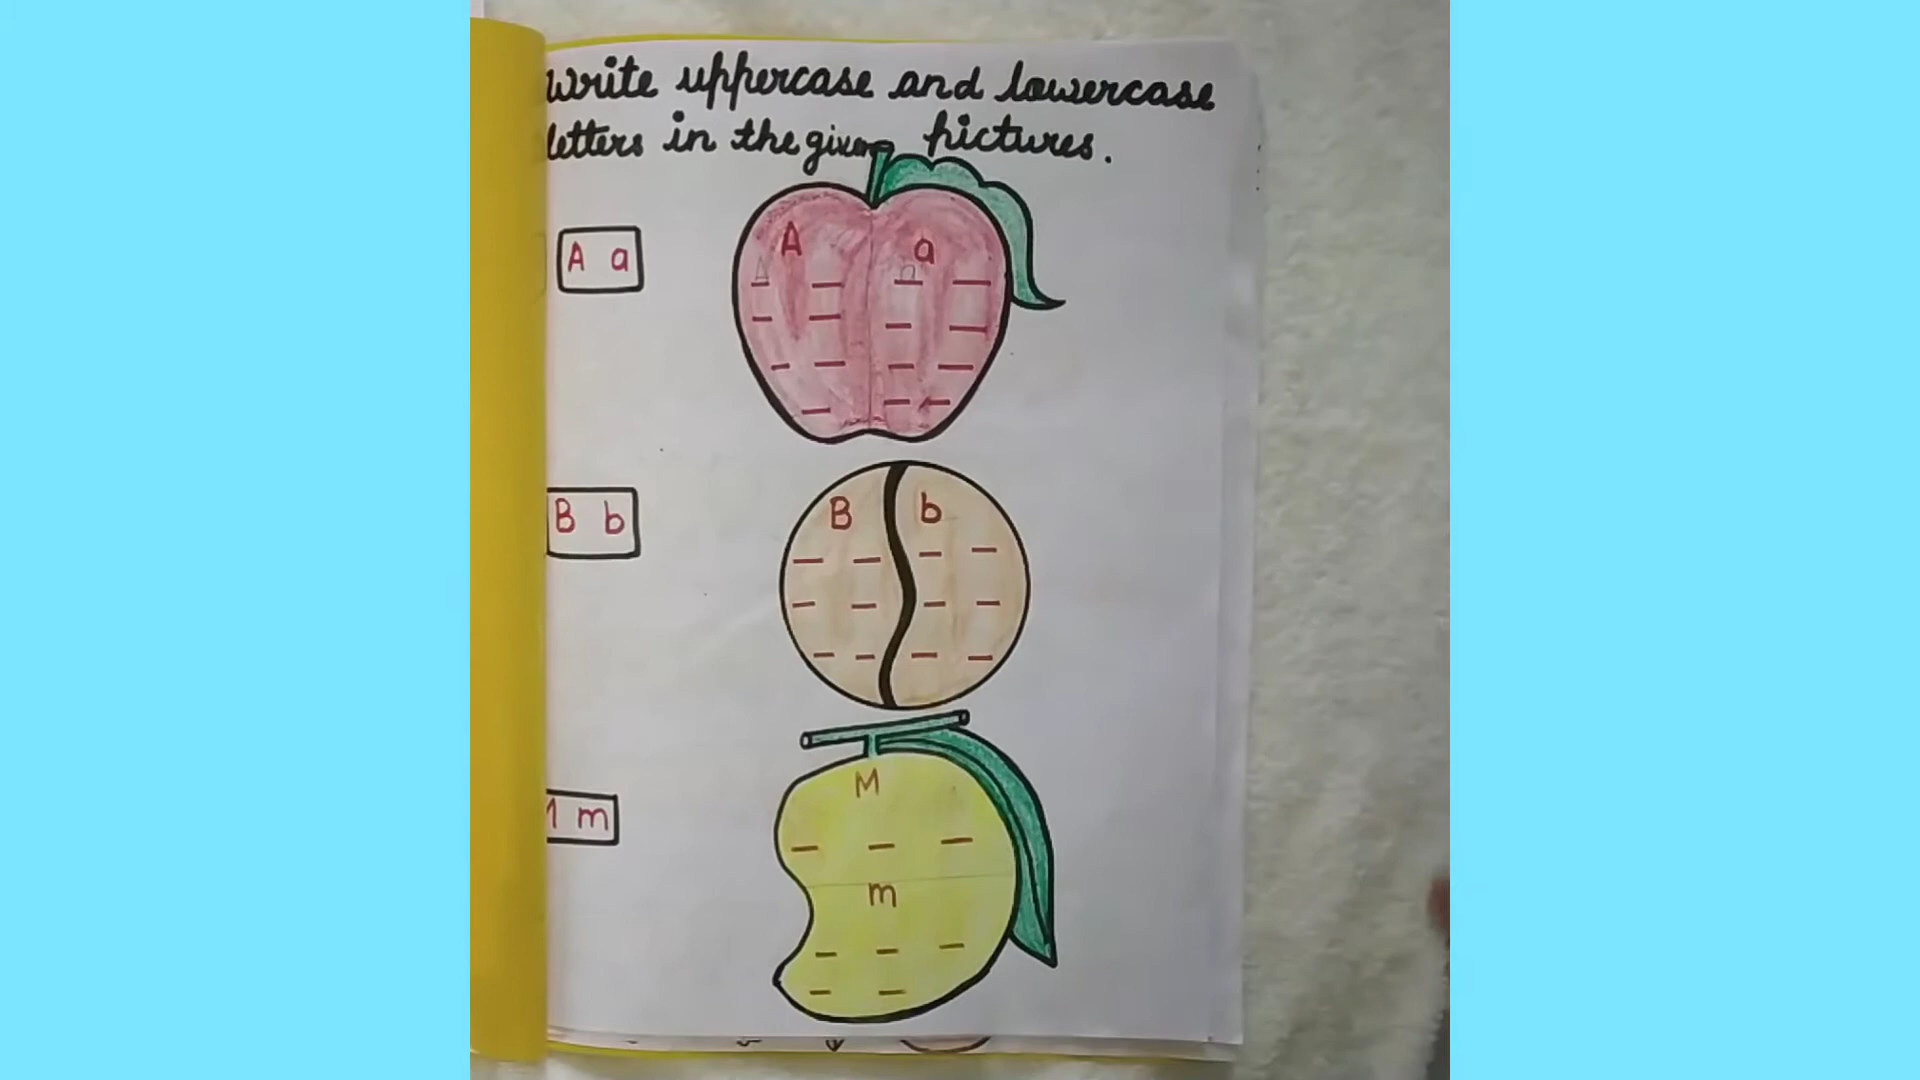 Write uppercase and lowercase
letters in the given pictures.
A a
A a
A a
B b
B b
M
m
m